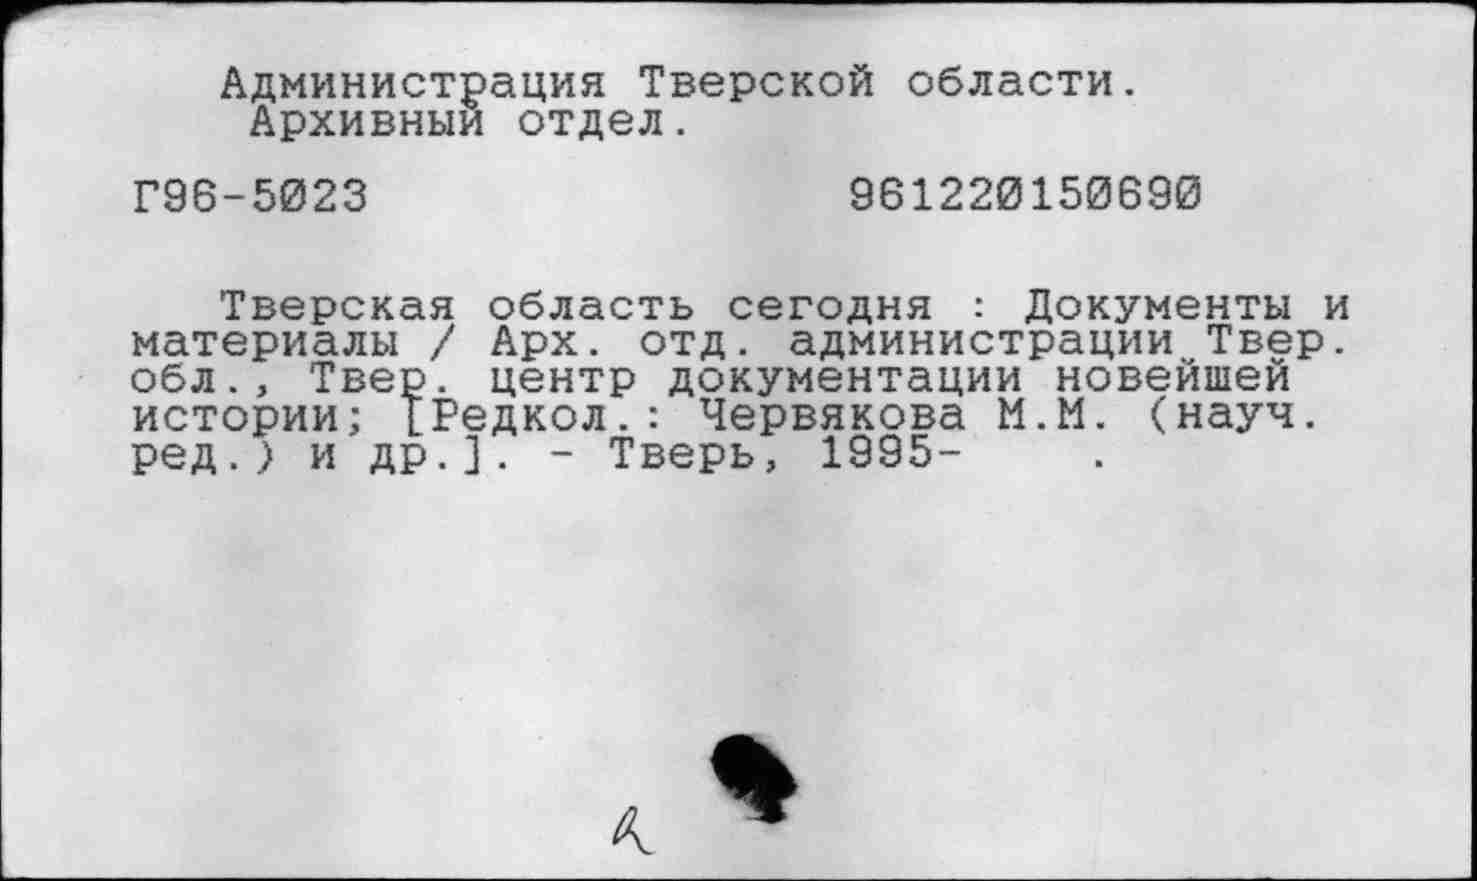 Администрация Тверской области.
Архивный отдел.
Г96-5023 961220150690
Тверская область сегодня : Документы и
материалы / Арх. отд. администрации Твер.
обл., Твер. центр документации новейшей
истории; [Редкол.: Червякова М.М. (науч.
ред.) и др.]. - Тверь, 1995- .